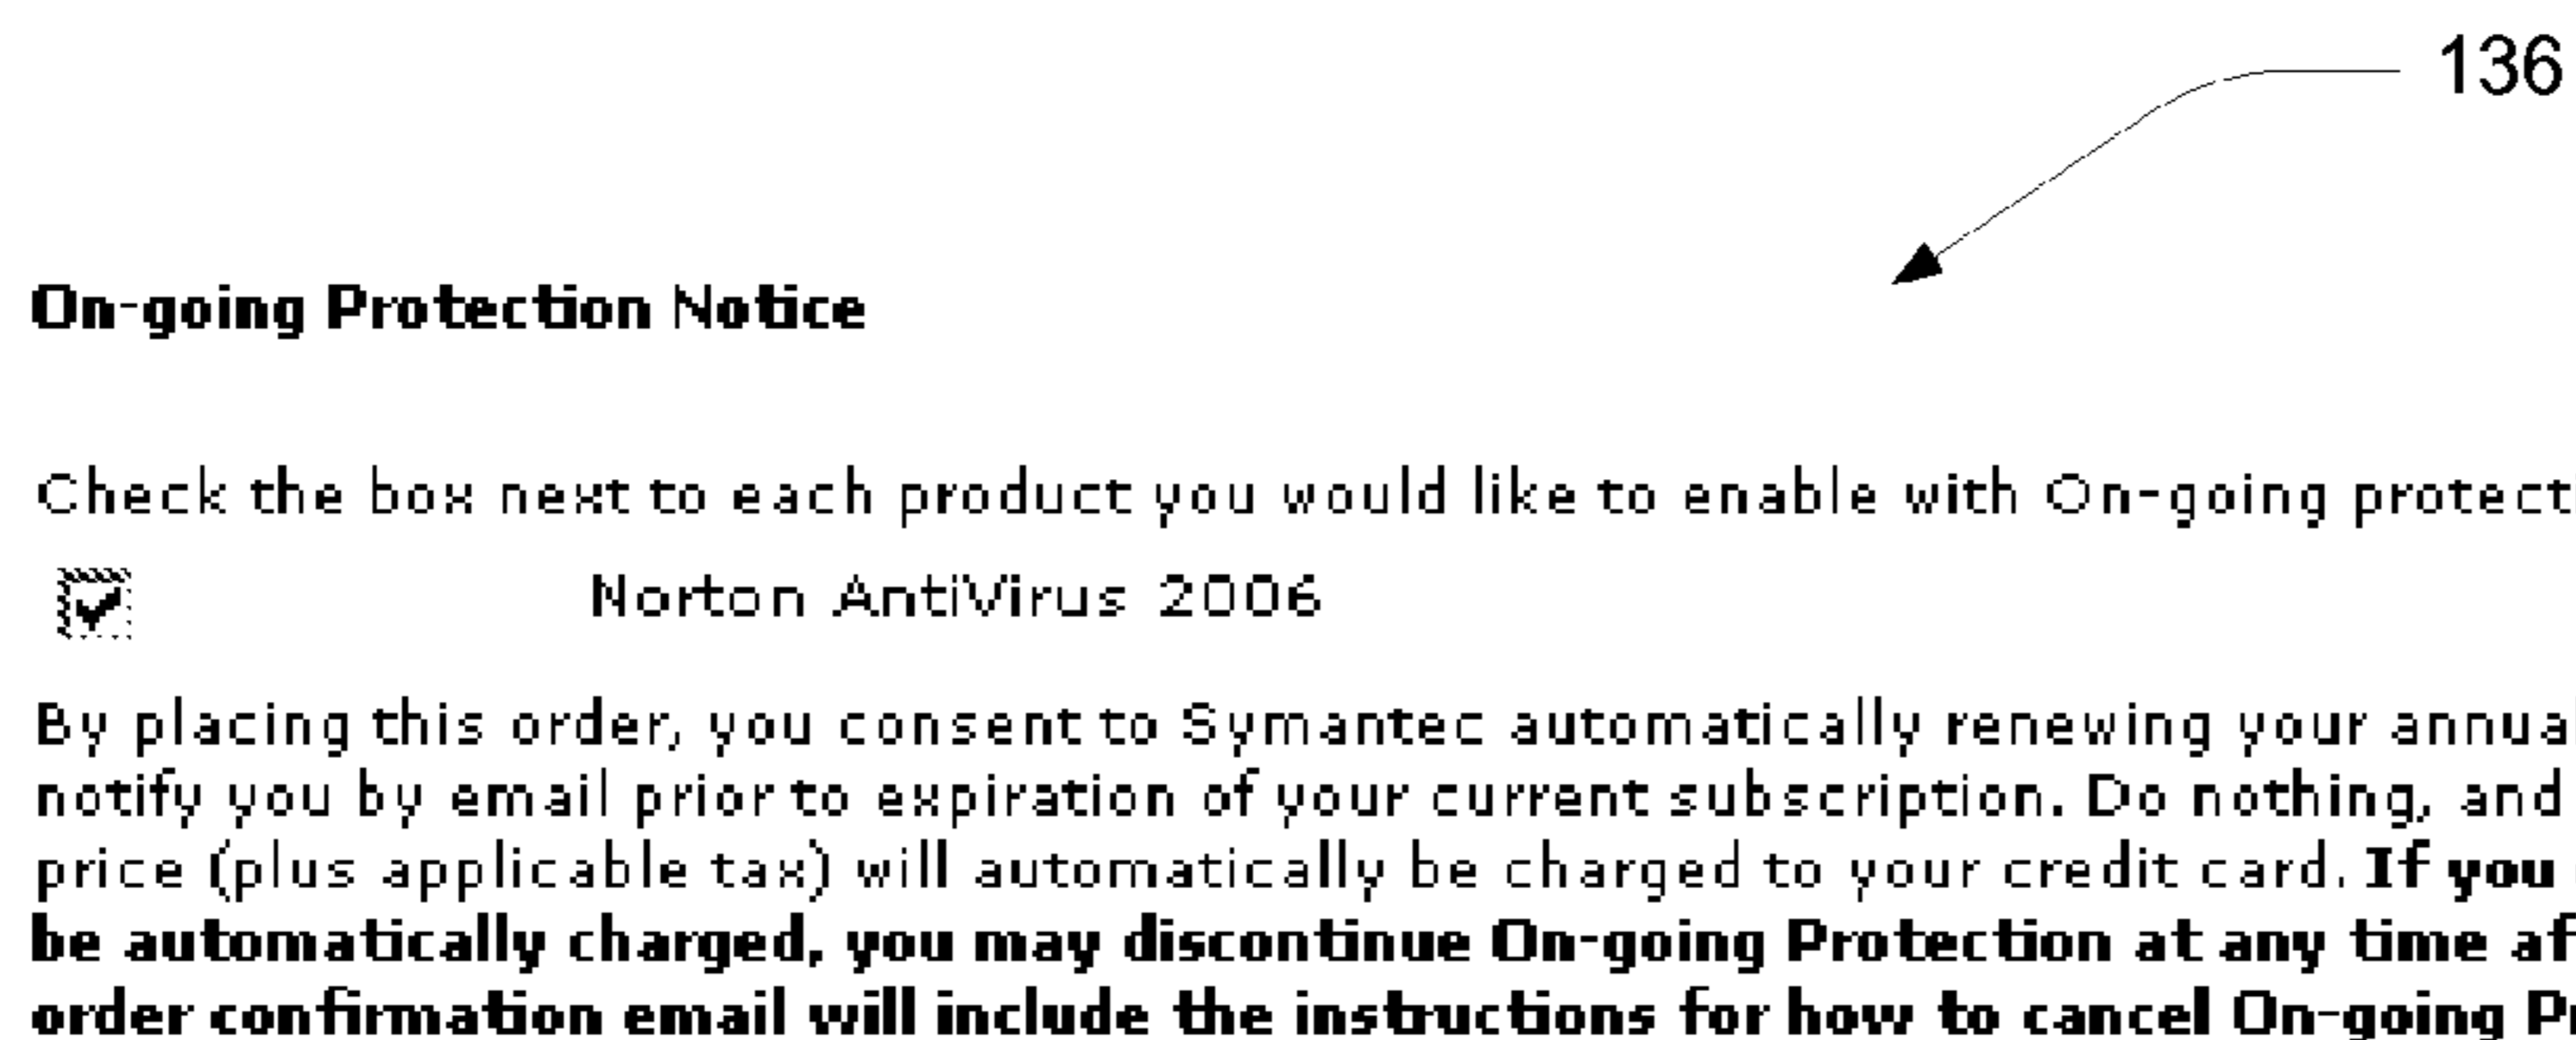 136
On-going Protection Notice
Check the box next to each product you would like to enable with On-going
Norton AntiVirus 2006
By placing this order, you consent to Symantec automatically renewing your
notify you by email prior to expiration of your current subscription. Do nothing, and
price (plus applicable tax) will automatically be charged to your credit card. If you
be automatically charged, you may discontinue On-going Protection at any time
order confirmation email will include the instructions for how to cancel On-going